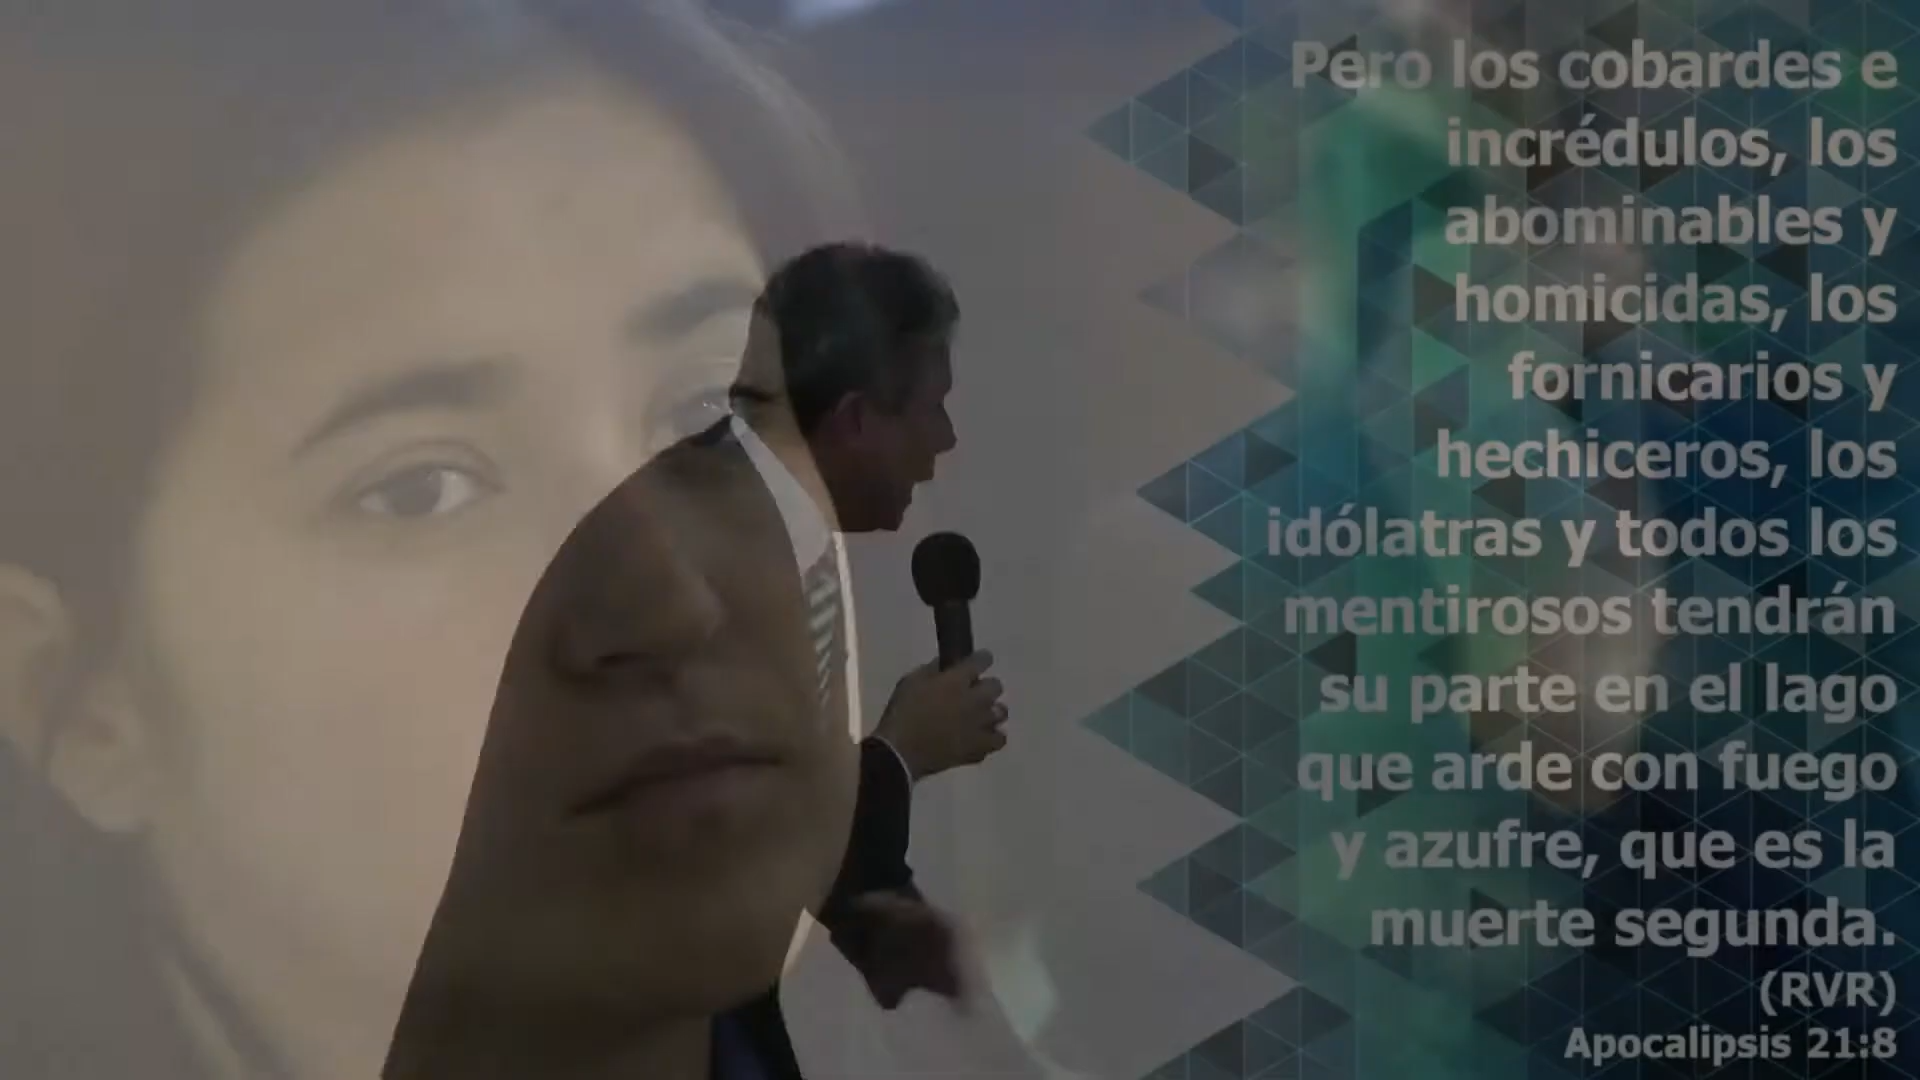 Pero los cobardes e
incrédulos, los
abominables y
homicidas, los
fornicarios y
hechiceros, los
idólatras y todos los
mentirosos tendrán
su parte en el lago
que arde con fuego
y azufre, que es la
muerte segunda.
(RVR)
Apocalipsis 21:8